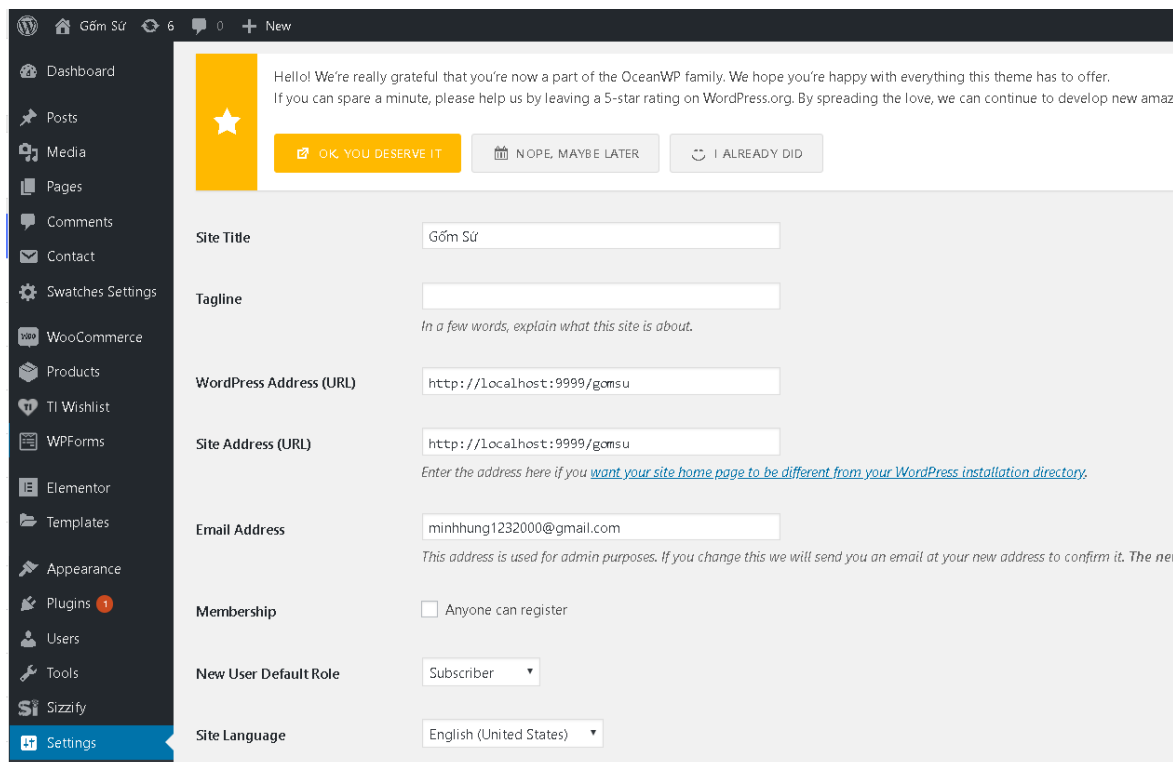 Gốm Sứ 6 0 New
Dashboard
Posts
Media
Pages
Comments
Contact
Swatches Settings
WooCommerce
Products
TI Wishlist
WPForms
Elementor
Templates
Appearance
Plugins 1
Users
Tools
Sizzify
Settings
Hello! We're really grateful that you're now a part of the OceanWP family. We hope you're happy with everything this theme has to offer.
If you can spare a minute, please help us by leaving a 5-star rating on WordPress.org. By spreading the love, we can continue to develop new amaz
OK, YOU DESERVE IT NOPE, MAYBE LATER I ALREADY DID
Site Title Gốm Sứ
Tagline
In a few words, explain what this site is about.
WordPress Address (URL) http://localhost:9999/gomsu
Site Address (URL) http://localhost:9999/gomsu
Enter the address here if you want your site home page to be different from your WordPress installation directory.
Email Address minhhung1232000@gmail.com
This address is used for admin purposes. If you change this we will send you an email at your new address to confirm it. The ne
Membership Anyone can register
New User Default Role Subscriber
Site Language English (United States)